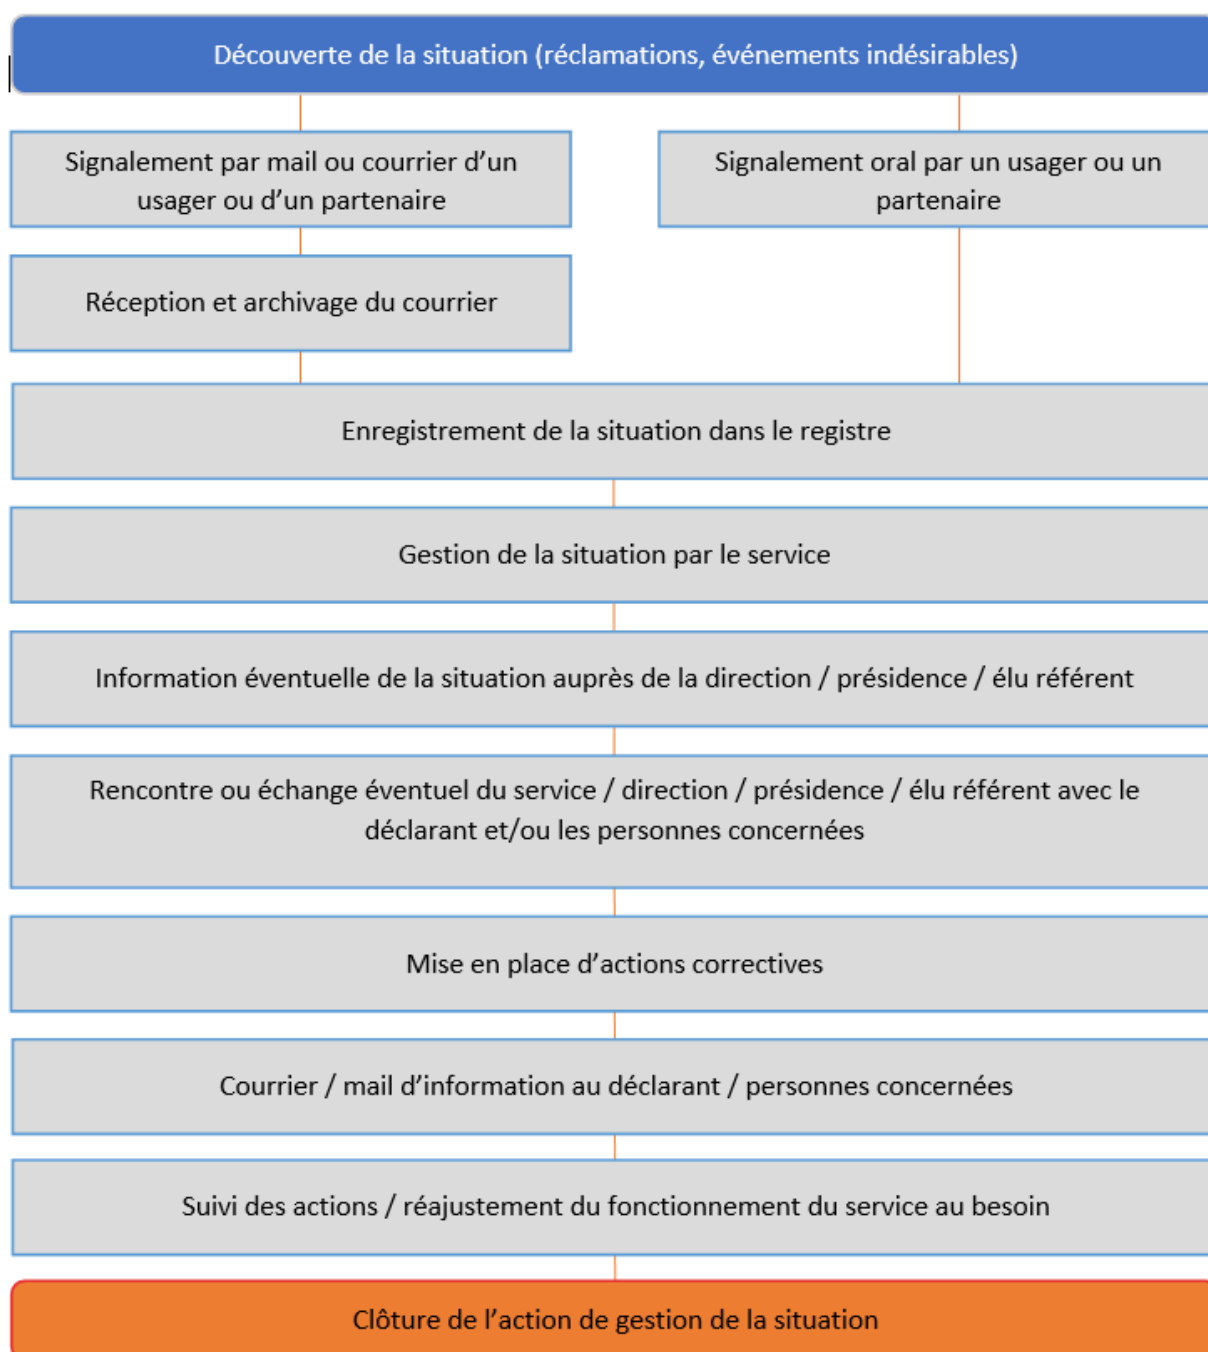 Découverte de la situation (réclamations, événements indésirables)
Signalement par mail ou courrier d’un
usager ou d’un partenaire
Signalement oral par un usager ou un
partenaire
Réception et archivage du courrier
Enregistrement de la situation dans le registre
Gestion de la situation par le service
Information éventuelle de la situation auprès de la direction / présidence / élu référent
Rencontre ou échange éventuel du service / direction / présidence / élu référent avec le
déclarant et/ou les personnes concernées
Mise en place d’actions correctives
Courrier / mail d’information au déclarant / personnes concernées
Suivi des actions / réajustement du fonctionnement du service au besoin
Clôture de l’action de gestion de la situation